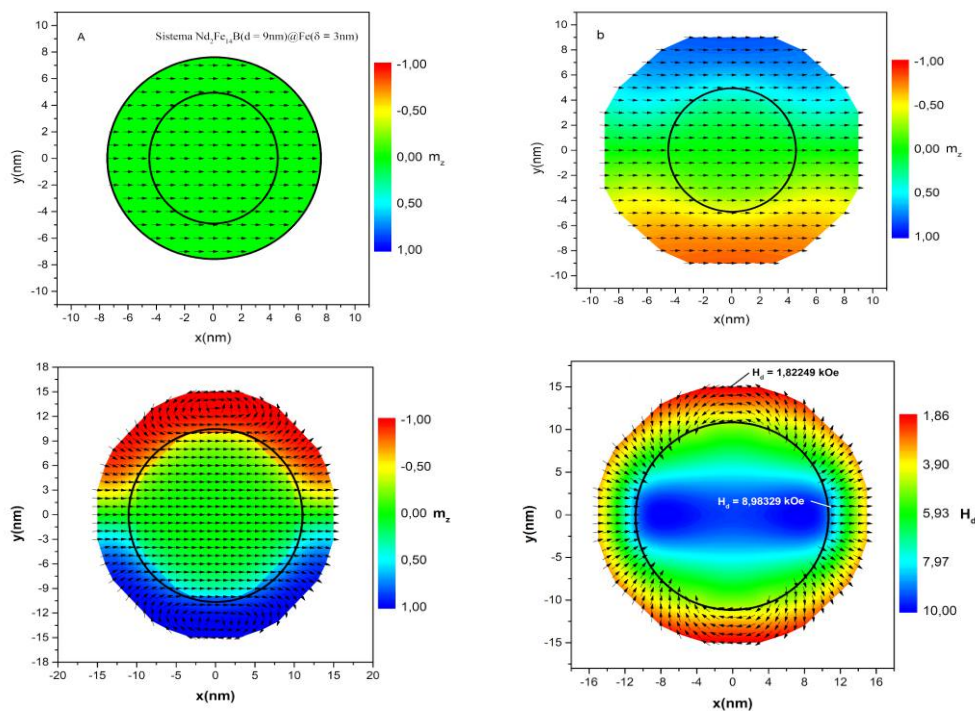 A Sistema Nd₂Fe₁₄B(d = 9nm)@Fe(δ = 3nm)
10
8
6
4
2
0
-2
-4
-6
-8
-10
y(nm)
-10 -8 -6 -4 -2 0 2 4 6 8 10
x(nm)
-1,00
-0,50
0,00 m_z
0,50
1,00
b
10
8
6
4
2
0
-2
-4
-6
-8
-10
y(nm)
-10 -8 -6 -4 -2 0 2 4 6 8 10
x(nm)
-1,00
-0,50
0,00 m_z
0,50
1,00
18
15
12
9
6
3
0
-3
-6
-9
-12
-15
-18
y(nm)
-20 -15 -10 -5 0 5 10 15 20
x(nm)
-1,00
-0,50
0,00 m_z
0,50
1,00
H_d = 1,82249 kOe
H_d = 8,98329 kOe
15
10
5
0
-5
-10
-15
y(nm)
-16 -12 -8 -4 0 4 8 12 16
x(nm)
1.86
3,90
5,93 H_d
7,97
10,00